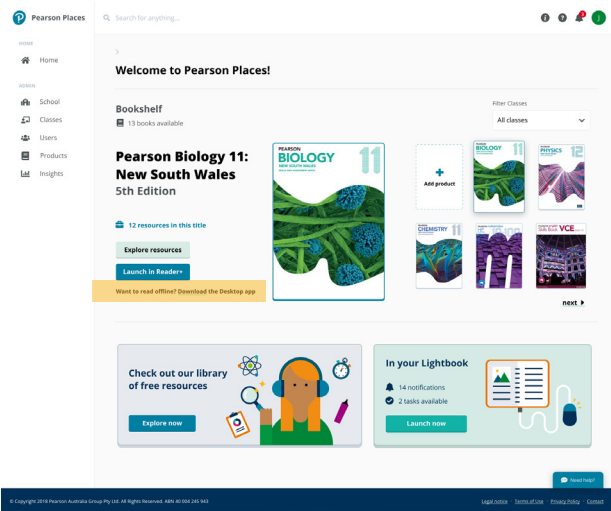 Pearson Places
Search for anything...
HOME
Home
ADMIN
School
Classes
Users
Products
Insights
Welcome to Pearson Places!
Bookshelf
13 books available
Filter Classes
All classes
Pearson Biology 11:
New South Wales
5th Edition
12 resources in this title
Explore resources
Launch in Reader+
Want to read offline? Download the Desktop app
PEARSON
BIOLOGY 11
NEW SOUTH WALES
Add product
BIOLOGY 11
PHYSICS 12
CHEMISTRY 11
VCE
next
Check out our library
of free resources
Explore now
In your Lightbook
14 notifications
2 tasks available
Launch now
Need help?
© Copyright 2018 Pearson Australia Group Pty Ltd. All Rights Reserved. ABN 40 004 245 943
Legal notice Terms of Use Privacy Policy Contact